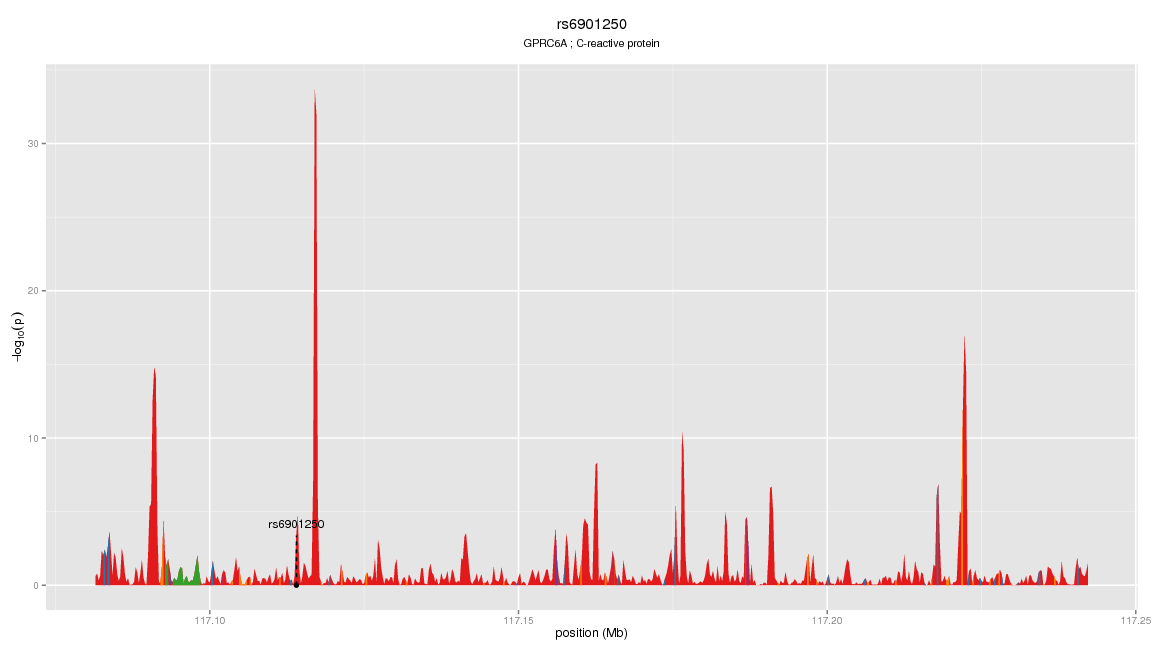 rs6901250
GPRC6A ; C-reactive protein
−log10(p)
30
20
10
0
rs6901250
117.10
117.15
117.20
117.25
position (Mb)